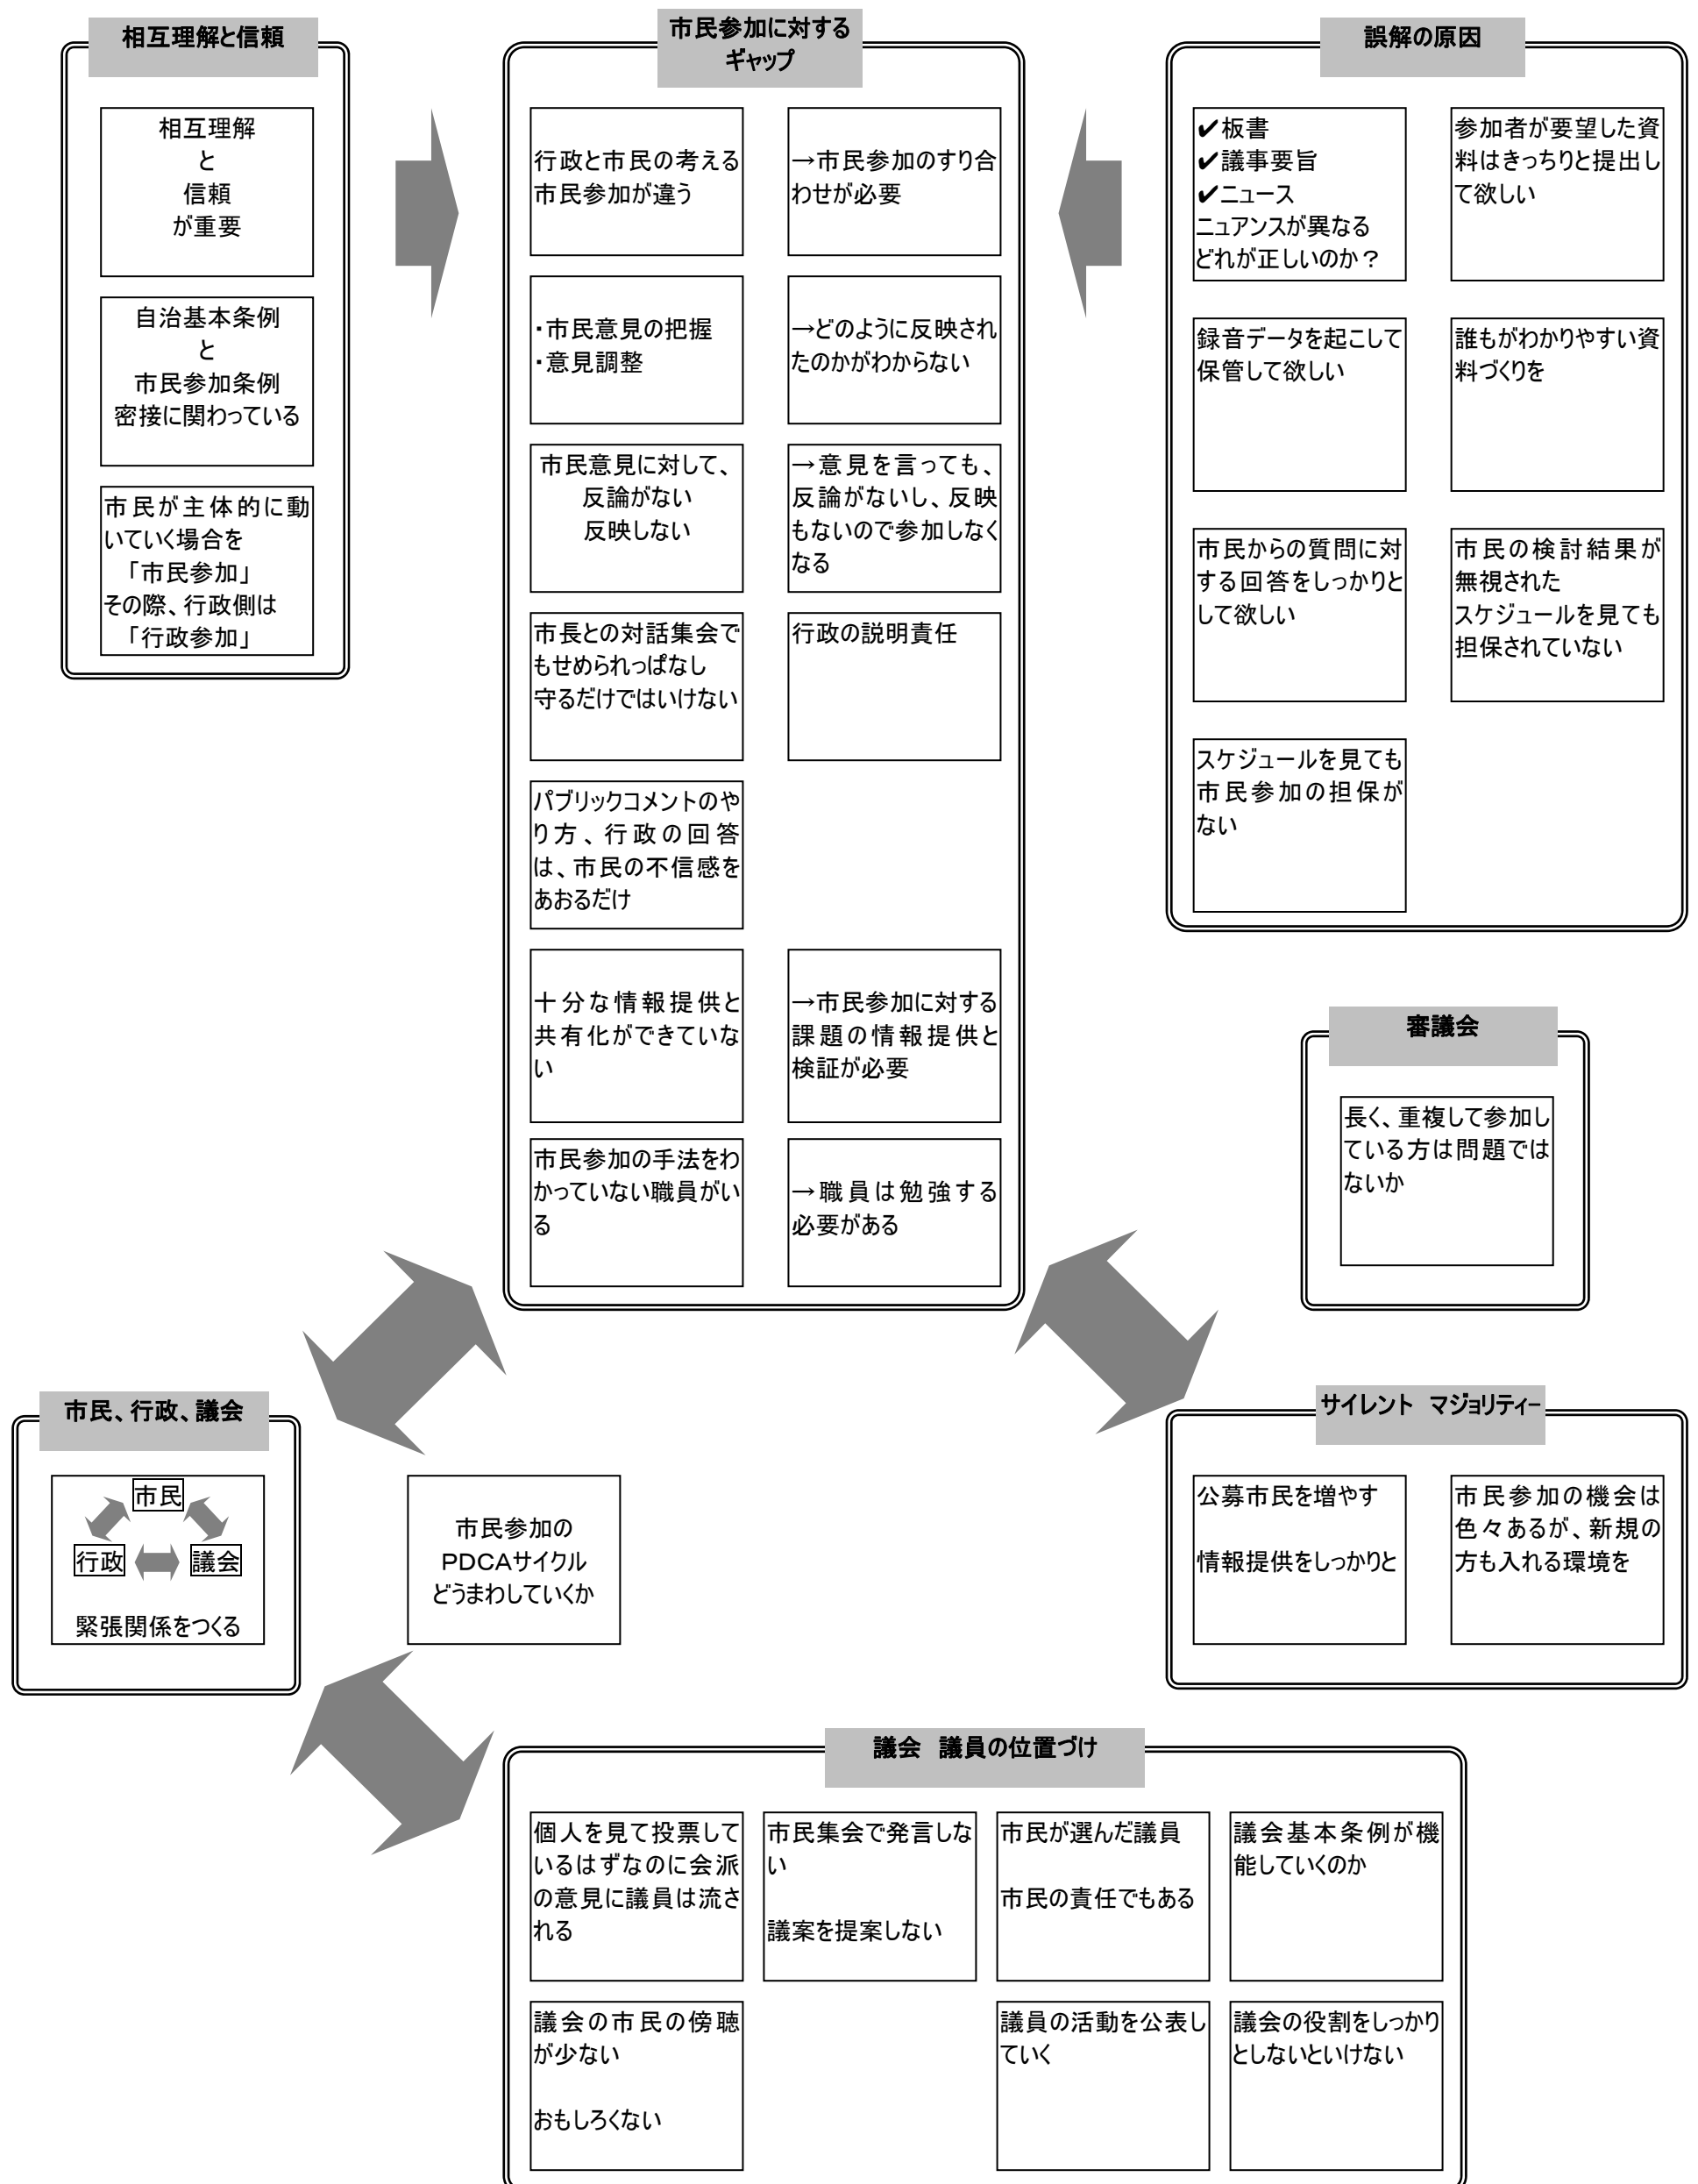 相互理解と信頼
相互理解
と
信頼
が重要
自治基本条例
と
市民参加条例
密接に関わっている
市民が主体的に動
いていく場合を
「市民参加」
その際、行政側は
「行政参加」
市民参加に対する
ギャップ
行政と市民の考える
市民参加が違う
→市民参加のすり合
わせが必要
・市民意見の把握
・意見調整
→どのように反映され
たのかがわからない
市民意見に対して、
反論がない
反映しない
→意見を言っても、
反論がないし、反映
もないので参加しなく
なる
市長との対話集会で
もせめられっぱなし
守るだけではいけない
行政の説明責任
パブリックコメントのや
り方、行政の回答
は、市民の不信感を
あおるだけ
十分な情報提供と
共有化ができていな
い
→市民参加に対する
課題の情報提供と
検証が必要
市民参加の手法をわ
かっていない職員がい
る
→職員は勉強する
必要がある
誤解の原因
✔板書
✔議事要旨
✔ニュース
ニュアンスが異なる
どれが正しいのか？
参加者が要望した資
料はきっちりと提出し
て欲しい
録音データを起こして
保管して欲しい
誰もがわかりやすい資
料づくりを
市民からの質問に対
する回答をしっかりと
して欲しい
市民の検討結果が
無視された
スケジュールを見ても
担保されていない
スケジュールを見ても
市民参加の担保が
ない
審議会
長く、重複して参加し
ている方は問題では
ないか
市民、行政、議会
市民
行政
議会
緊張関係をつくる
市民参加の
PDCAサイクル
どうまわしていくか
サイレント　マジョリティー
公募市民を増やす
情報提供をしっかりと
市民参加の機会は
色々あるが、新規の
方も入れる環境を
議会　議員の位置づけ
個人を見て投票して
いるはずなのに会派
の意見に議員は流さ
れる
市民集会で発言しな
い
議案を提案しない
市民が選んだ議員
市民の責任でもある
議会基本条例が機
能していくのか
議会の市民の傍聴
が少ない
おもしろくない
議員の活動を公表し
ていく
議会の役割をしっかり
としないといけない